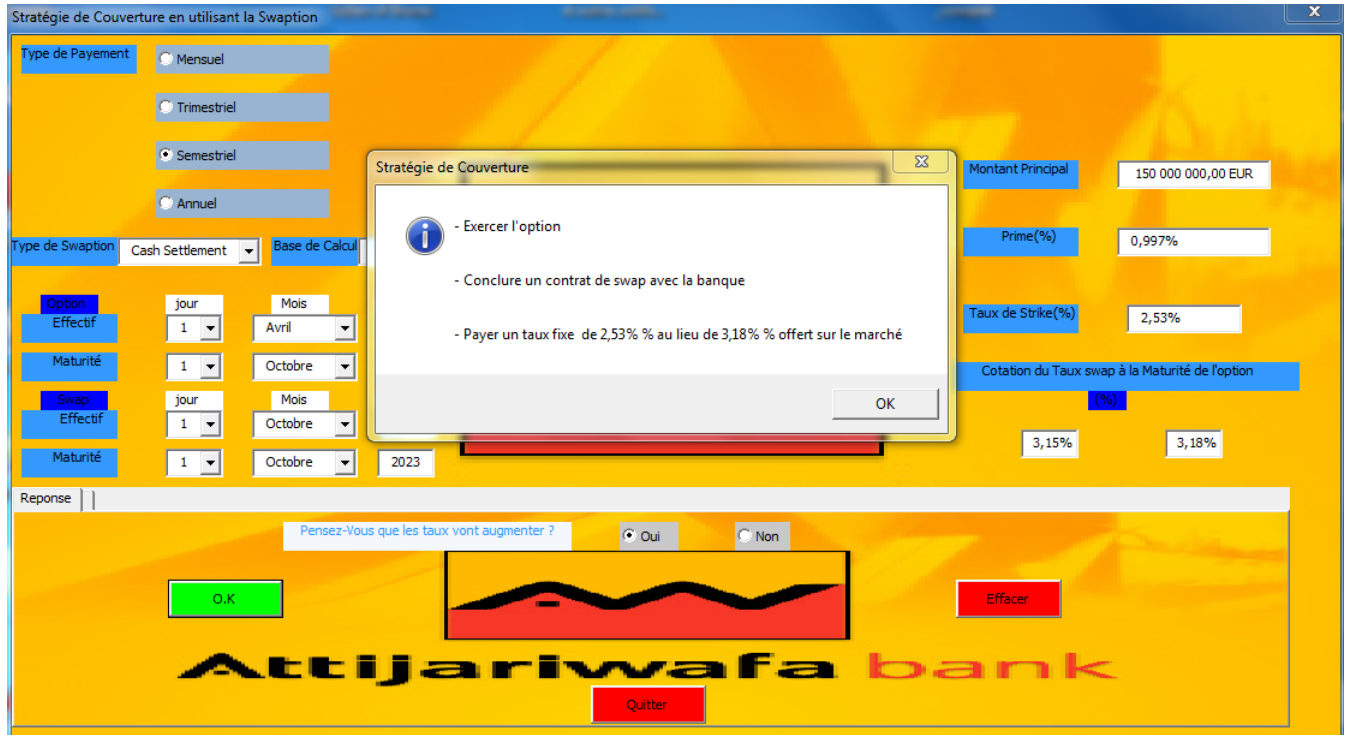 Stratégie de Couverture en utilisant la Swaption
x
Type de Payement
Mensuel
Trimestriel
Semestriel
Annuel
Type de Swaption
Cash Settlement
Base de Calcul
Option
jour
Mois
Effectif
1
Avril
Maturité
1
Octobre
Swap
jour
Mois
Effectif
1
Octobre
Maturité
1
Octobre
2023
Stratégie de Couverture
- Exercer l'option
- Conclure un contrat de swap avec la banque
- Payer un taux fixe de 2,53% % au lieu de 3,18% % offert sur le marché
OK
Montant Principal
150 000 000,00 EUR
Prime(%)
0,997%
Taux de Strike(%)
2,53%
Cotation du Taux swap à la Maturité de l'option
(%)
3,15%
3,18%
Reponse
Pensez-Vous que les taux vont augmenter ?
Oui
Non
O.K
Effacer
Attijariwafa bank
Quitter